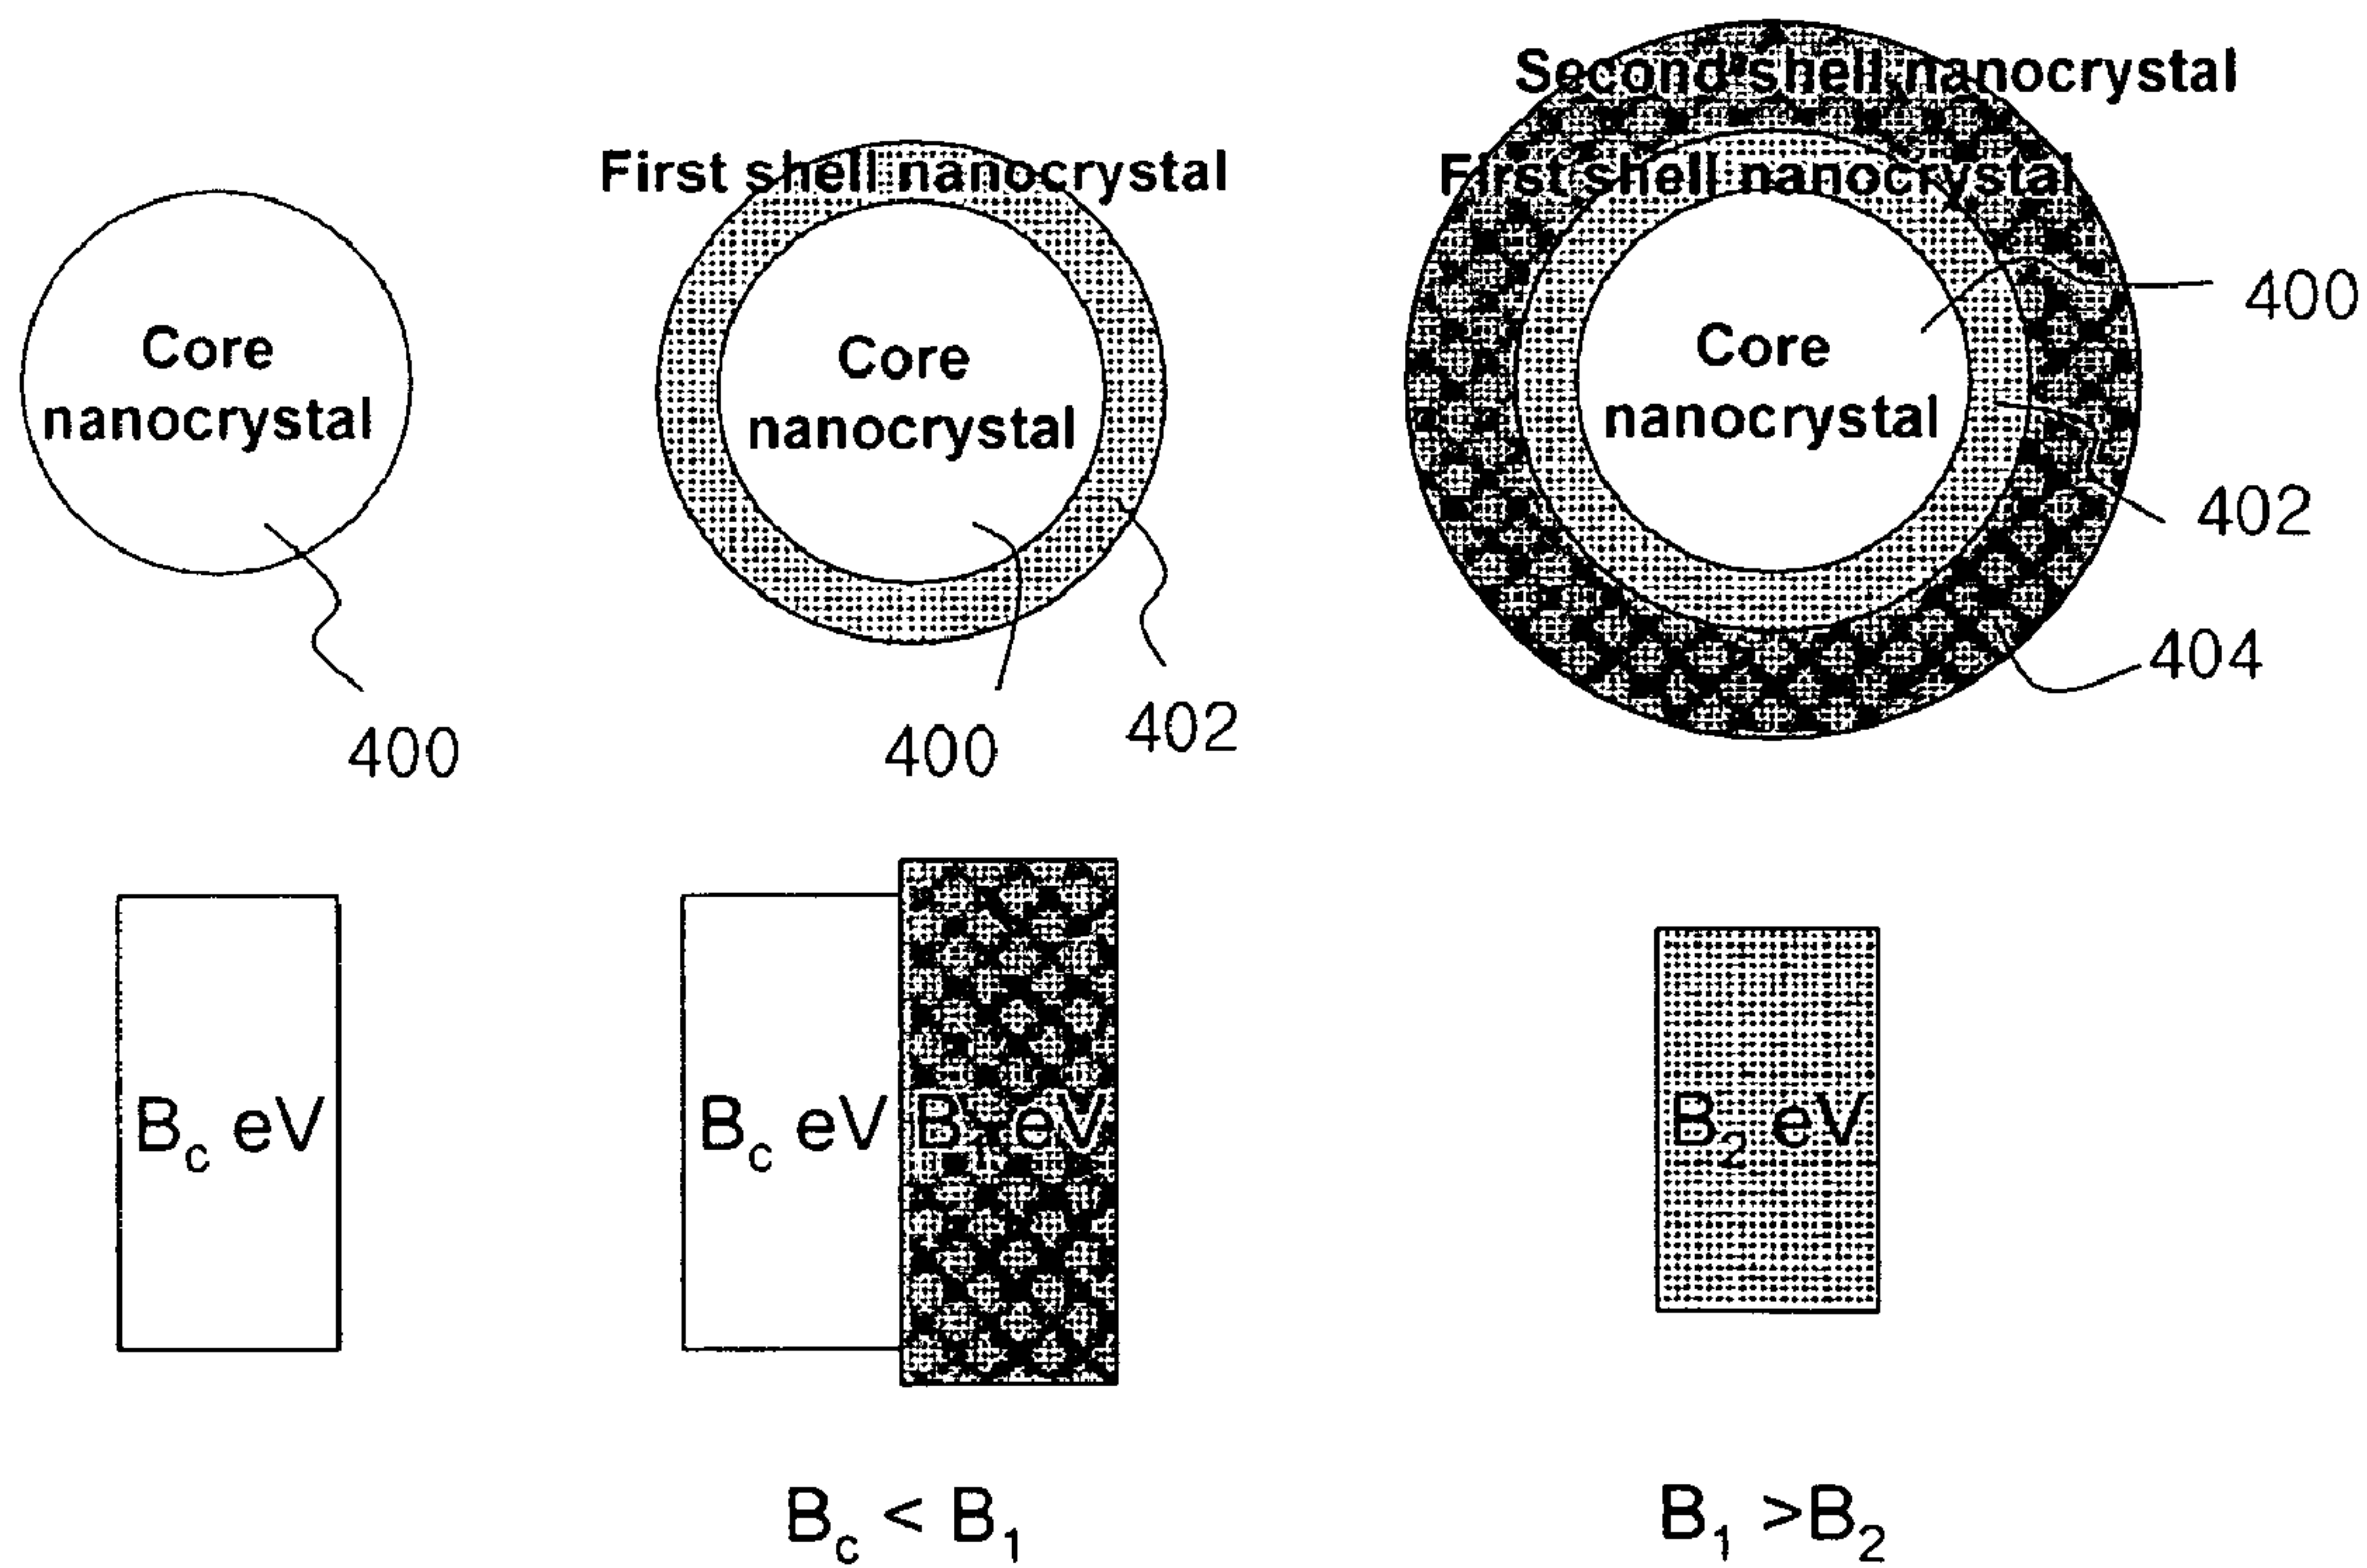 Second shell nanocrystal
First shell nanocrystal
First shell nanocrystal
Core
nanocrystal
Core
nanocrystal
Core
nanocrystal
400
402
404
400
400
402
Bc eV
Bc eV
B1 eV
B2 eV
Bc < B1
B1 >B2